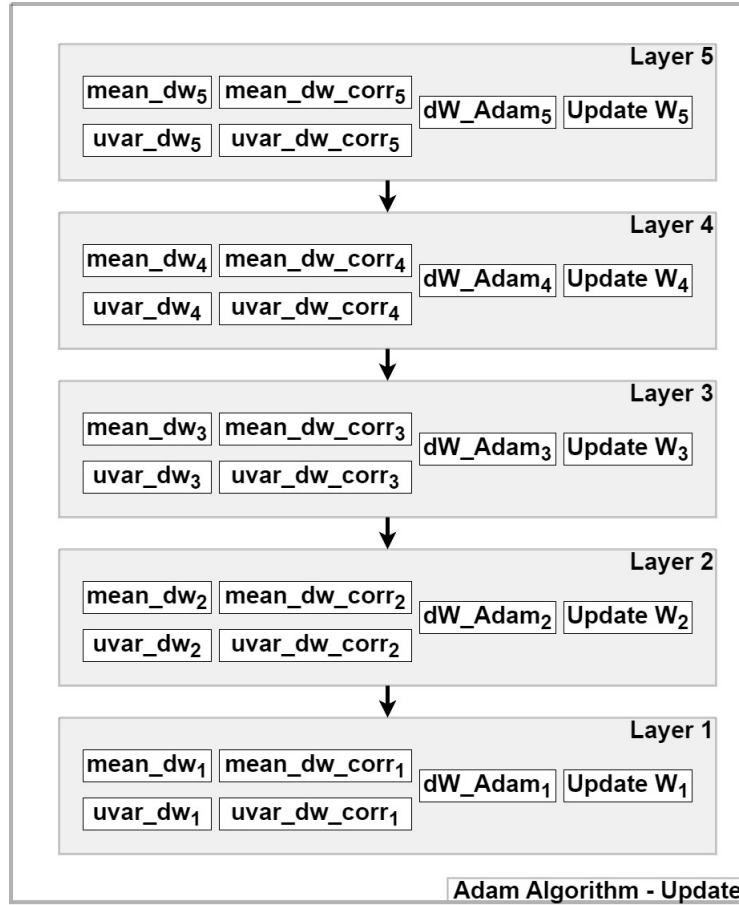 Layer 5
mean_dw₅ mean_dw_corr₅
dW_Adam₅ Update W₅
uvar_dw₅ uvar_dw_corr₅
Layer 4
mean_dw₄ mean_dw_corr₄
dW_Adam₄ Update W₄
uvar_dw₄ uvar_dw_corr₄
Layer 3
mean_dw₃ mean_dw_corr₃
dW_Adam₃ Update W₃
uvar_dw₃ uvar_dw_corr₃
Layer 2
mean_dw₂ mean_dw_corr₂
dW_Adam₂ Update W₂
uvar_dw₂ uvar_dw_corr₂
Layer 1
mean_dw₁ mean_dw_corr₁
dW_Adam₁ Update W₁
uvar_dw₁ uvar_dw_corr₁
Adam Algorithm - Update